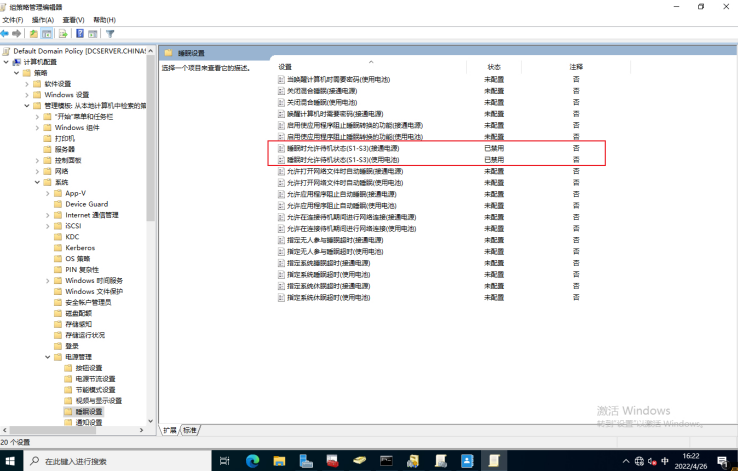 组策略管理编辑器
文件(F) 操作(A) 查看(V) 帮助(H)
Default Domain Policy [DCSERVER.CHINAS
计算机配置
策略
软件设置
Windows 设置
管理模板: 从本地计算机中检索的策
"开始"菜单和任务栏
Windows 组件
打印机
服务器
控制面板
网络
系统
App-V
Device Guard
Internet 通信管理
iSCSI
KDC
Kerberos
OS 策略
PIN 复杂性
Windows 时间服务
Windows 文件保护
安全帐户管理员
磁盘配额
存储感知
存储运行状况
登录
电源管理
按钮设置
电源节流设置
节能模式设置
视频与显示设置
睡眠设置
通知设置
睡眠设置
选择一个项目来查看它的描述。
设置 状态 注释
当唤醒计算机时需要密码(使用电池) 未配置 否
关闭混合睡眠(接通电源) 未配置 否
关闭混合睡眠(使用电池) 未配置 否
唤醒计算机时需要密码(接通电源) 未配置 否
启用使应用程序阻止睡眠转换的功能(接通电源) 未配置 否
启用使应用程序阻止睡眠转换的功能(使用电池) 未配置 否
睡眠时允许待机状态(S1-S3)(接通电源) 已禁用 否
睡眠时允许待机状态(S1-S3)(使用电池) 已禁用 否
允许打开网络文件时自动睡眠(接通电源) 未配置 否
允许打开网络文件时自动睡眠(使用电池) 未配置 否
允许应用程序阻止自动睡眠(接通电源) 未配置 否
允许应用程序阻止自动睡眠(使用电池) 未配置 否
允许在连接待机期间进行网络连接(接通电源) 未配置 否
允许在连接待机期间进行网络连接(使用电池) 未配置 否
指定无人参与睡眠超时(接通电源) 未配置 否
指定无人参与睡眠超时(使用电池) 未配置 否
指定系统睡眠超时(接通电源) 未配置 否
指定系统睡眠超时(使用电池) 未配置 否
指定系统休眠超时(接通电源) 未配置 否
指定系统休眠超时(使用电池) 未配置 否
激活 Windows
转到"设置"以激活 Windows。
扩展 标准
20 个设置
在此键入进行搜索
中
16:22
2022/4/26